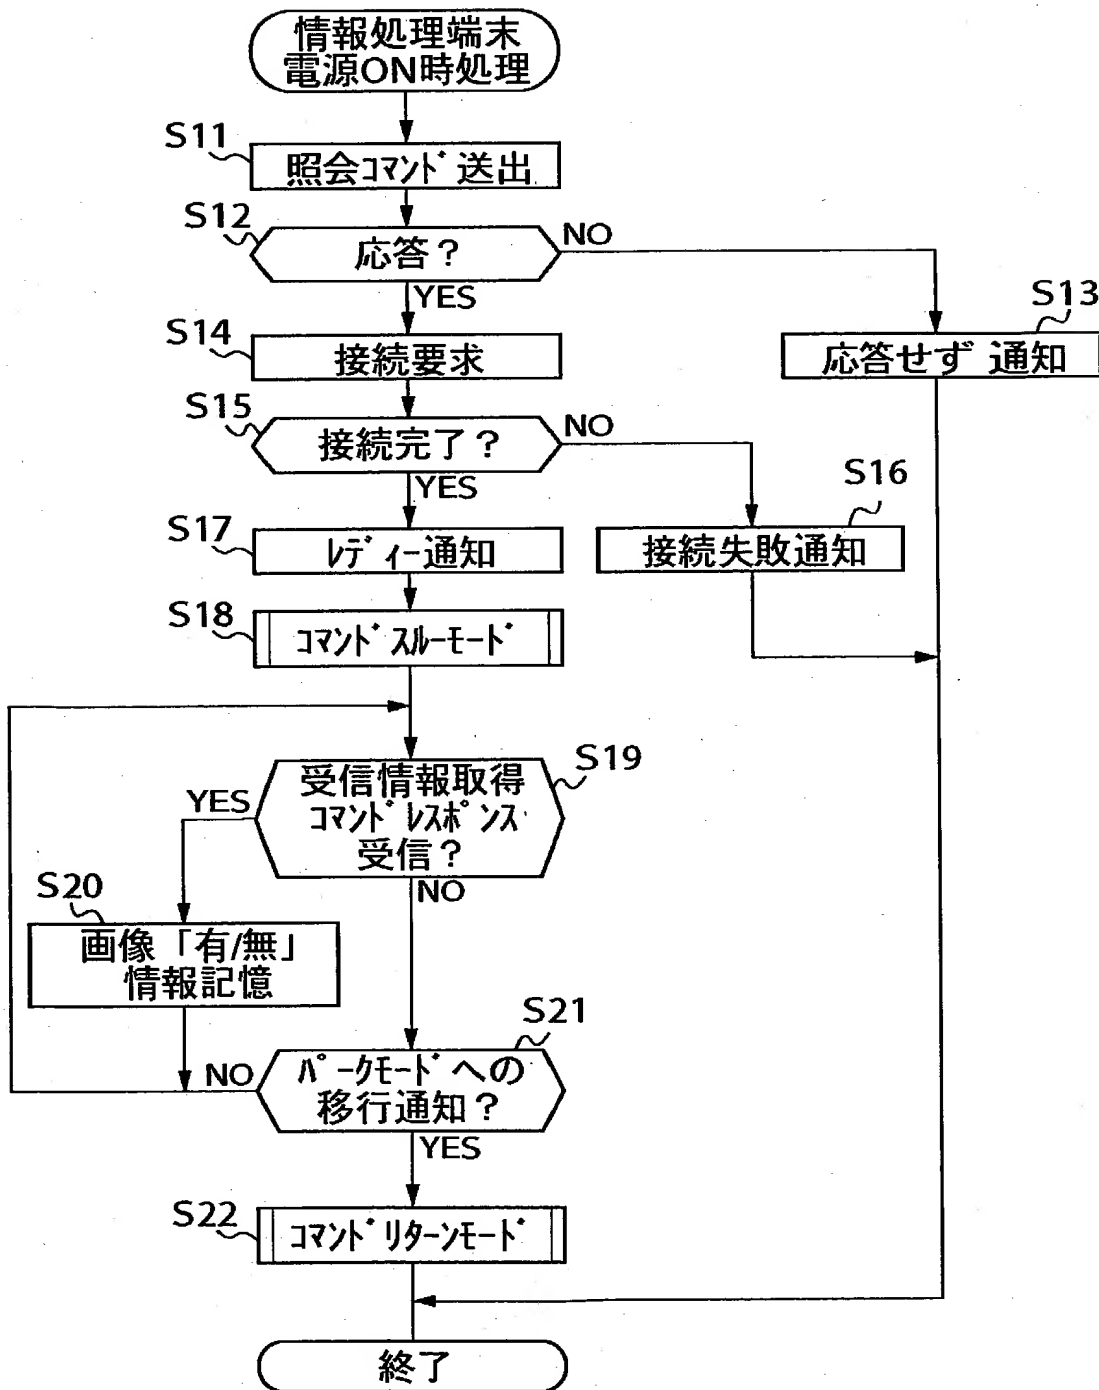 情報処理端末
電源ON時処理
S11
照会ｺﾏﾝﾄﾞ送出
S12
応答？
NO
YES
S13
応答せず通知
S14
接続要求
S15
接続完了？
NO
YES
S16
接続失敗通知
S17
ﾚﾃﾞｨｰ通知
S18
ｺﾏﾝﾄﾞｽﾙｰﾓｰﾄﾞ
S19
受信情報取得
ｺﾏﾝﾄﾞﾚｽﾎﾟﾝｽ
受信？
YES
NO
S20
画像「有/無」
情報記憶
S21
ﾊﾟｰｸﾓｰﾄﾞへの
移行通知？
NO
YES
S22
ｺﾏﾝﾄﾞﾘﾀｰﾝﾓｰﾄﾞ
終了